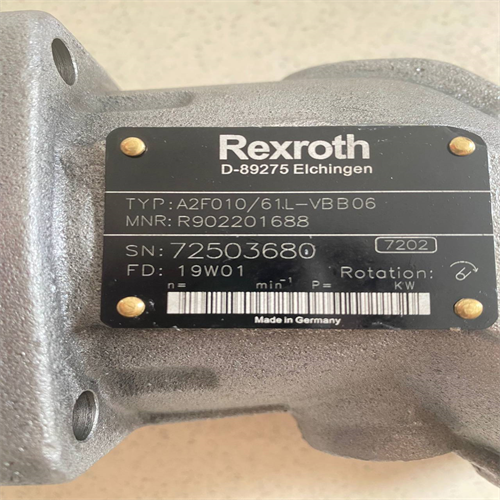 Rexroth
D-89275 Elchingen
TYP: A2FO10/61L-VBB06
MNR: R902201688
SN: 72503680 7202
FD: 19W01 Rotation:
n= min-1 P= KW
Made in Germany